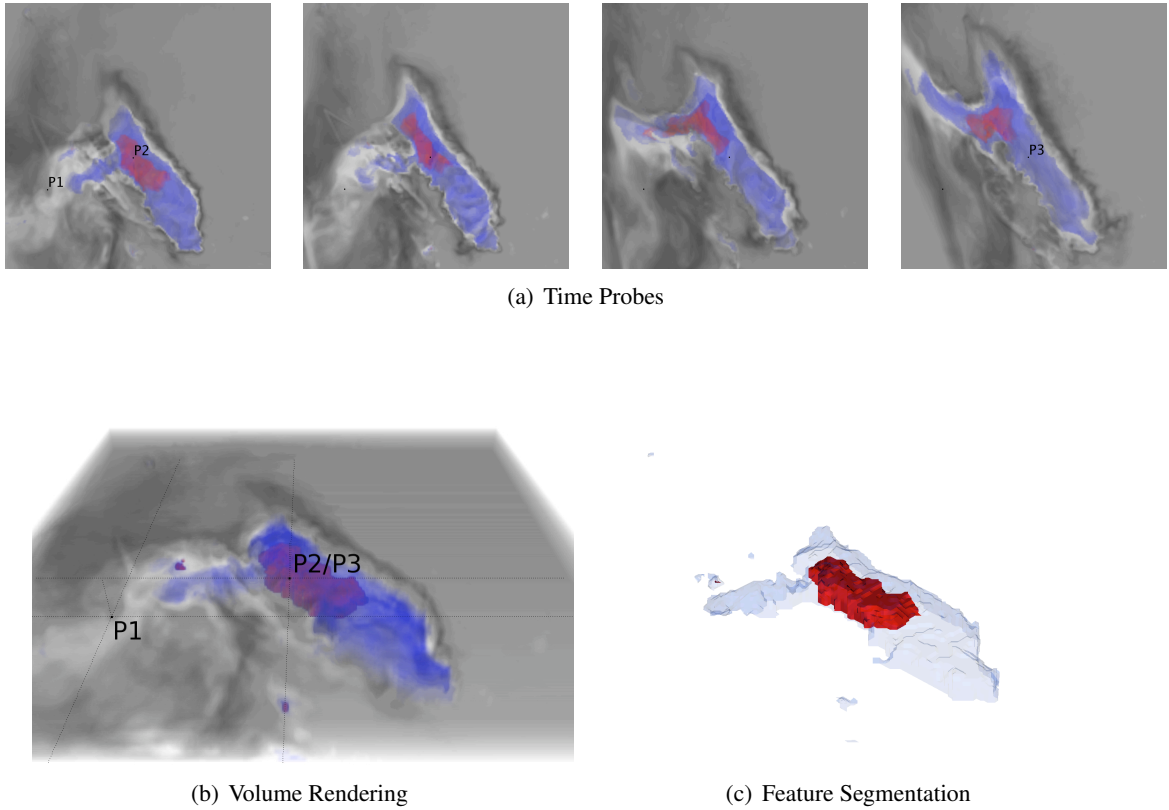 P2
P1
P3
(a) Time Probes
P2/P3
P1
(b) Volume Rendering
(c) Feature Segmentation